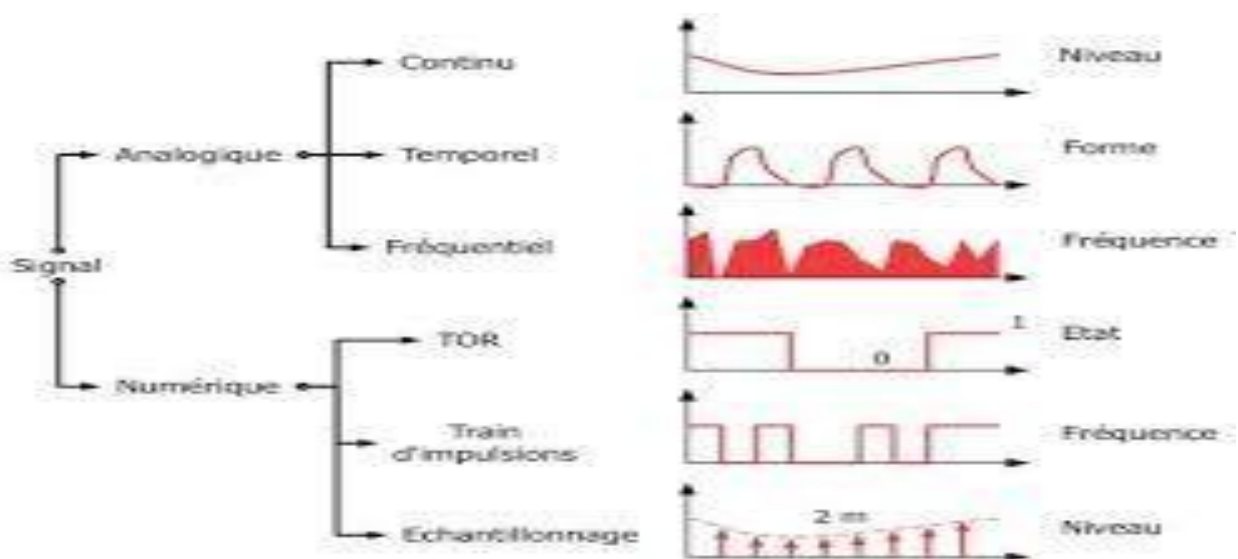 Continu
Niveau
Analogique
Temporel
Forme
Fréquentiel
Fréquence
Signal
TOR
1
0
Etat
Numérique
Train
d'impulsions
Fréquence
Echantillonnage
2 m
Niveau